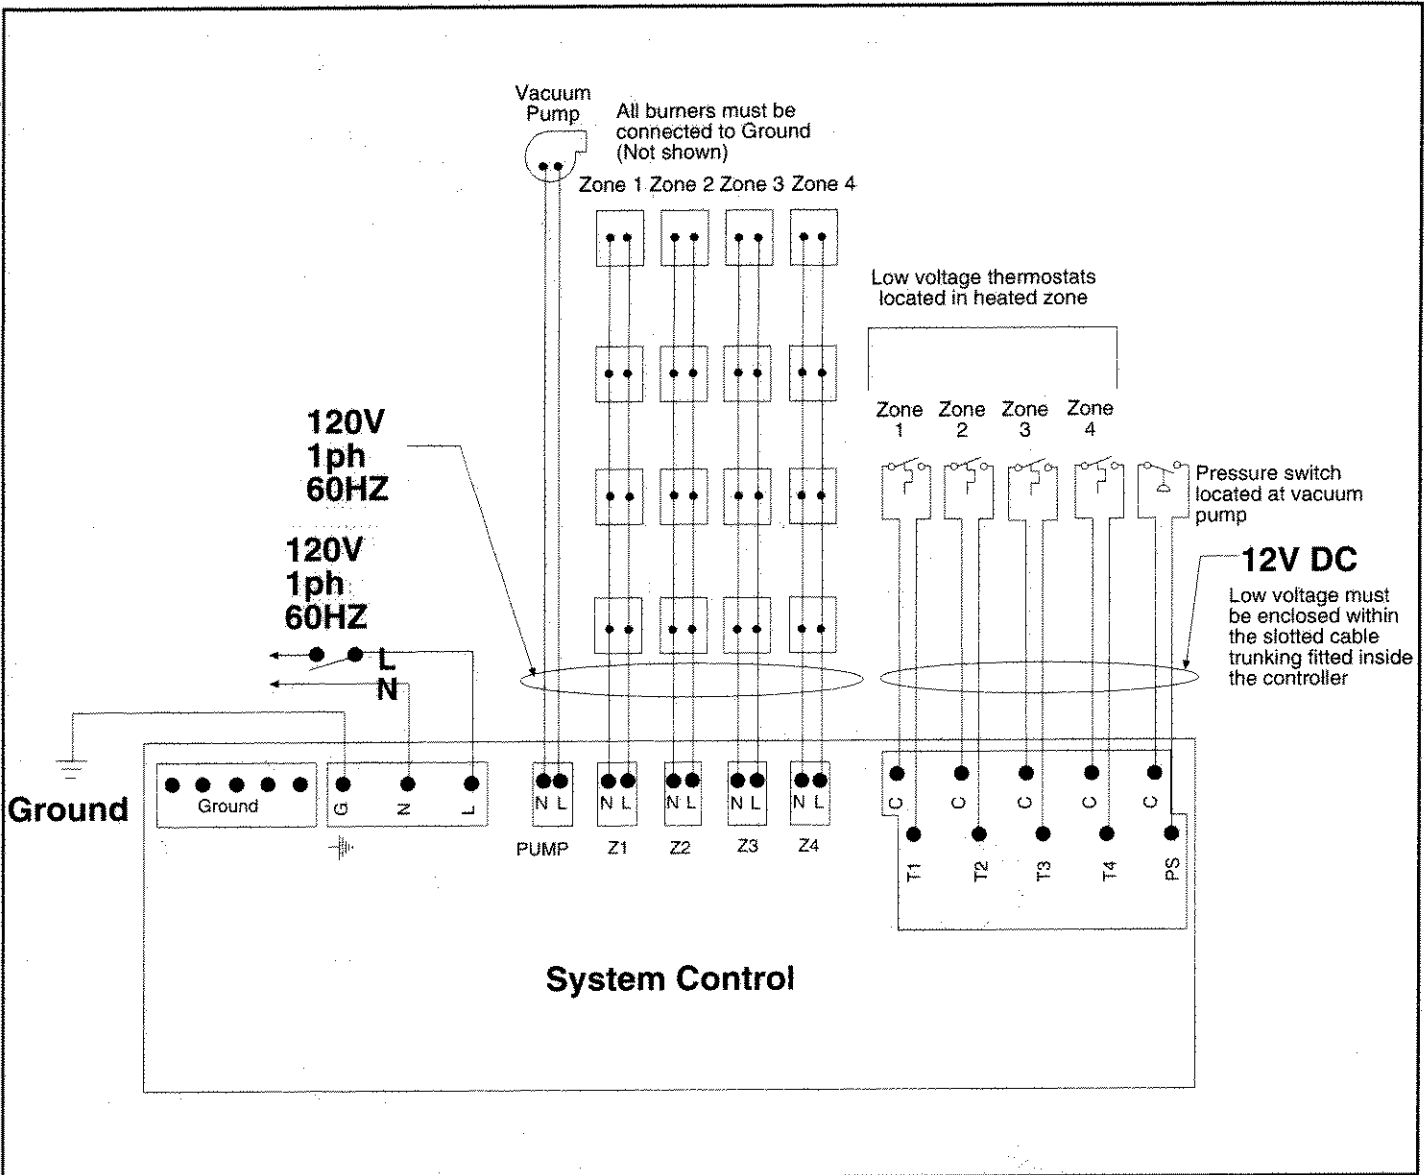 Vacuum
Pump
All burners must be
connected to Ground
(Not shown)
Zone 1 Zone 2 Zone 3 Zone 4
Low voltage thermostats
located in heated zone
Zone Zone Zone Zone
1 2 3 4
Pressure switch
located at vacuum
pump
120V
1ph
60HZ
120V
1ph
60HZ
L
N
12V DC
Low voltage must
be enclosed within
the slotted cable
trunking fitted inside
the controller
Ground
Ground
G N L
N L N L N L N L N L
PUMP Z1 Z2 Z3 Z4
C C C C C
T1 T2 T3 T4 PS
System Control